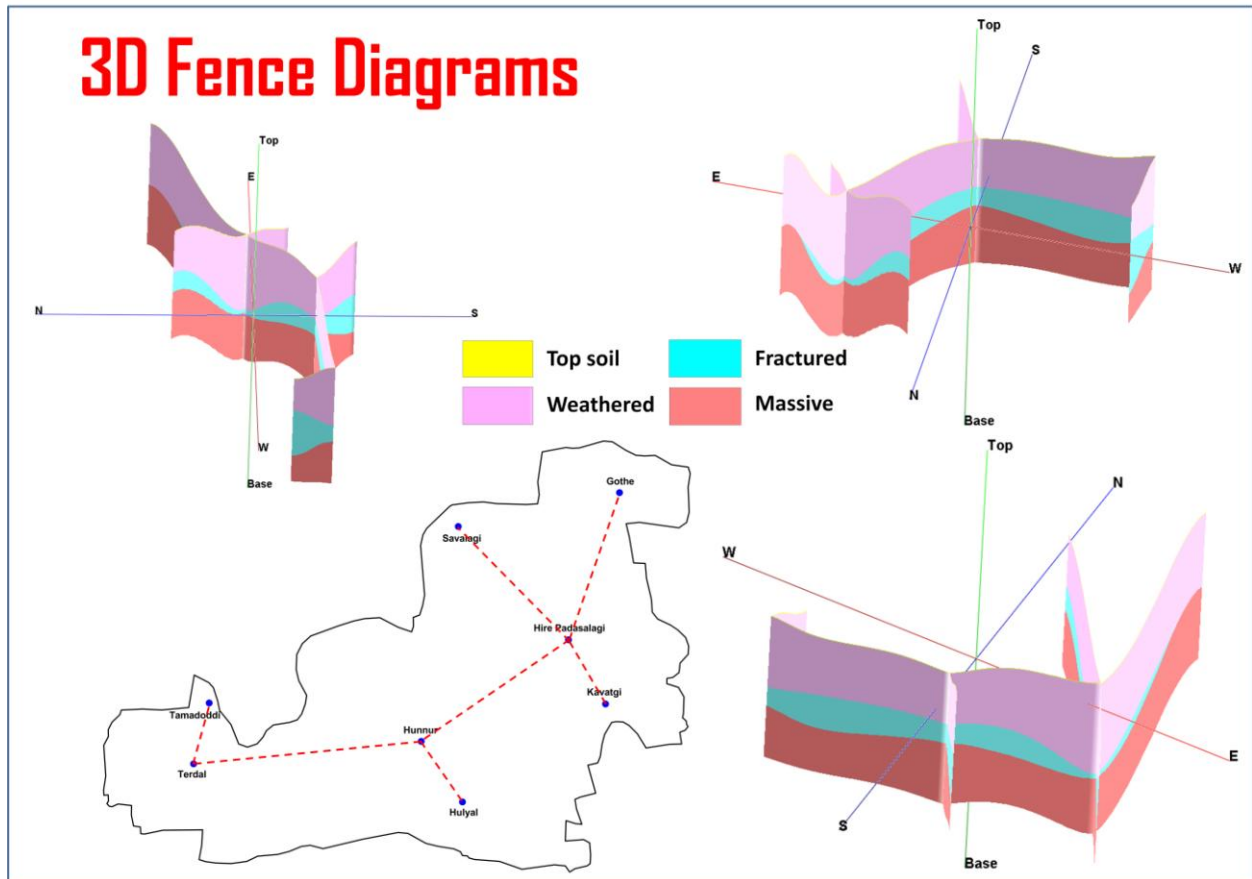 3D Fence Diagrams
Top
E
N
S
W
Base
Top
S
E
W
N
Base
Top soil
Fractured
Weathered
Massive
Gothe
Savalagi
Hire Padasalagi
Kavatgi
Tamadoddi
Hunnur
Terdal
Hulyal
Top
N
W
E
S
Base